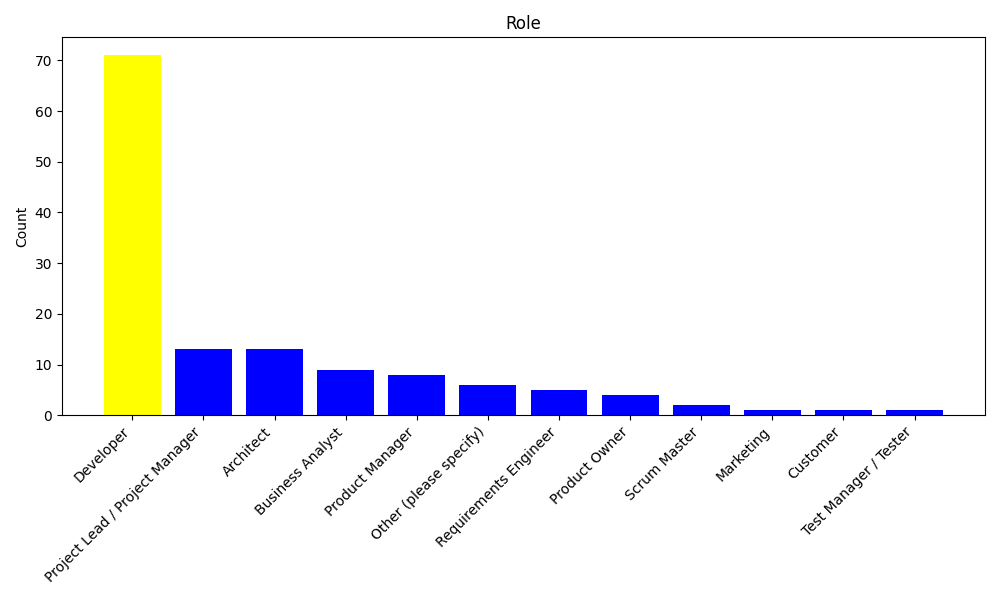 Role
Count
70
60
50
40
30
20
10
0
Developer
Project Lead / Project Manager
Architect
Business Analyst
Product Manager
Other (please specify)
Requirements Engineer
Product Owner
Scrum Master
Marketing
Customer
Test Manager / Tester